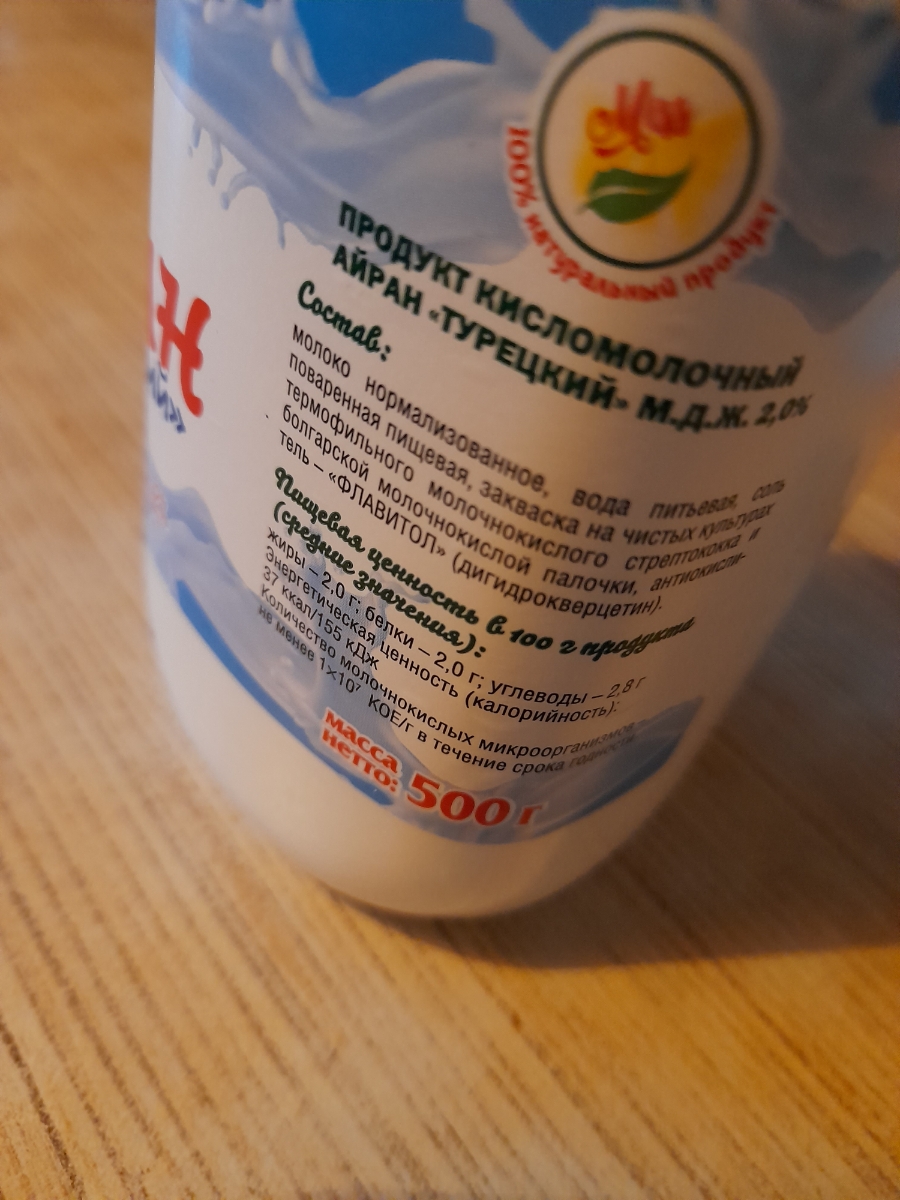 100% натуральный продукт
ПРОДУКТ КИСЛОМОЛОЧНЫЙ
АЙРАН «ТУРЕЦКИЙ» М.Д.Ж. 2,0%
Состав:
молоко нормализованное, вода питьевая, соль
поваренная пищевая, закваска на чистых культурах
термофильного молочнокислого стрептококка и
болгарской молочнокислой палочки, антиокисли-
тель – «ФЛАВИТОЛ» (дигидрокверцетин).
Пищевая ценность в 100 г продукта
(средние значения):
жиры – 2,0 г; белки – 2,0 г; углеводы – 2,8 г
Энергетическая ценность (калорийность):
37 ккал/155 кДж
Количество молочнокислых микроорганизмов
не менее 1×10⁷ КОЕ/г в течение срока годности
масса
нетто: 500 г